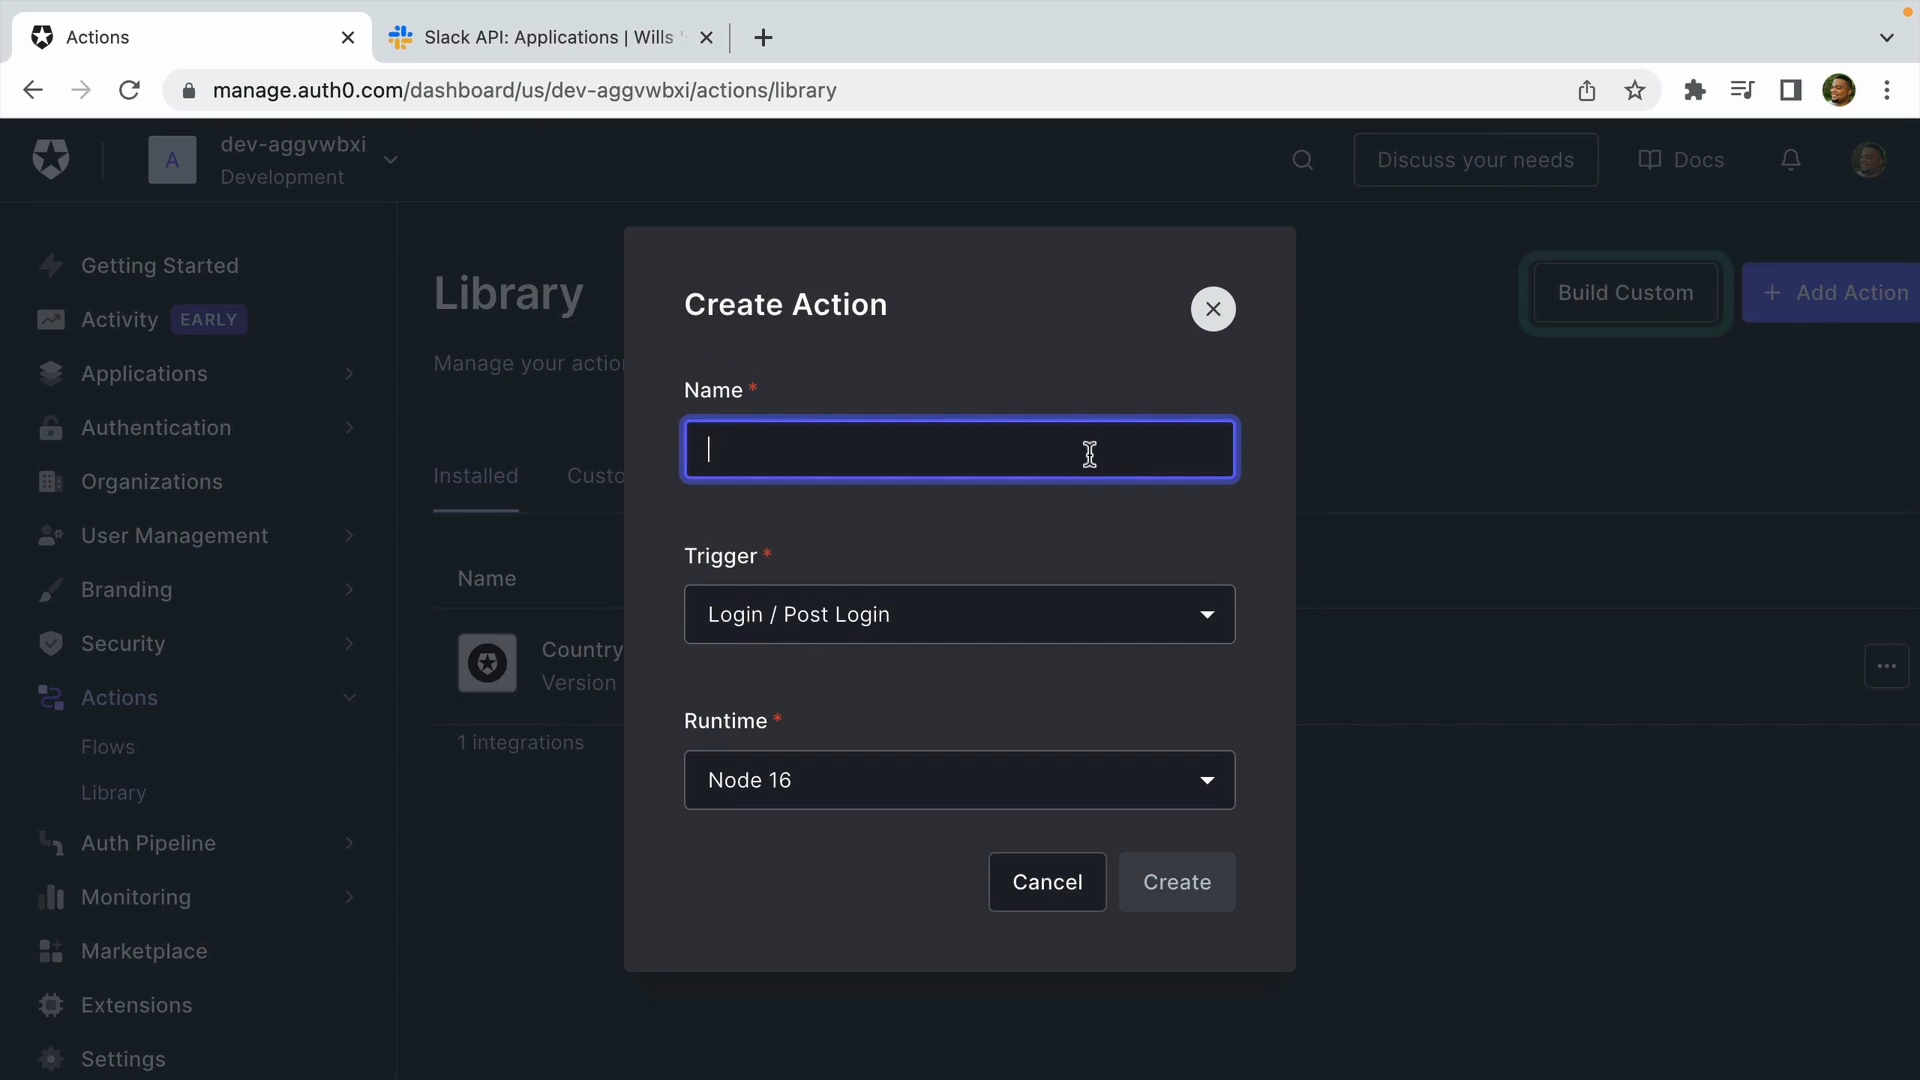 Actions
Slack API: Applications | Wills '
manage.auth0.com/dashboard/us/dev-aggvwbxi/actions/library
A
dev-aggvwbxi
Development
Discuss your needs
Docs
Getting Started
Activity EARLY
Applications
Authentication
Organizations
User Management
Branding
Security
Actions
Flows
Library
Auth Pipeline
Monitoring
Marketplace
Extensions
Settings
Library
Build Custom
+ Add Action
Manage your actio
Installed
Custo
Name
Country
Version
1 integrations
Create Action
Name *
Trigger *
Login / Post Login
Runtime *
Node 16
Cancel
Create